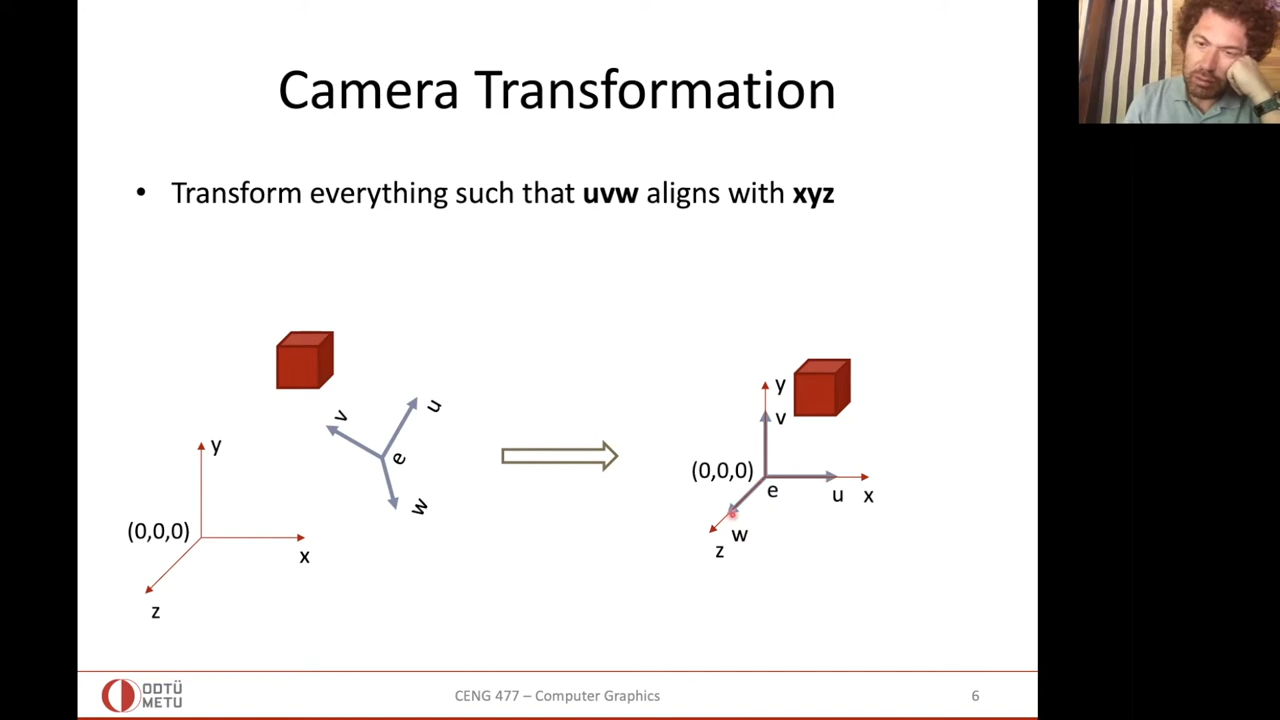 Camera Transformation
• Transform everything such that uvw aligns with xyz
y
(0,0,0)
x
z
v
u
e
w
y
v
(0,0,0)
e
u
x
w
z
ODTÜ
METU
CENG 477 – Computer Graphics
6